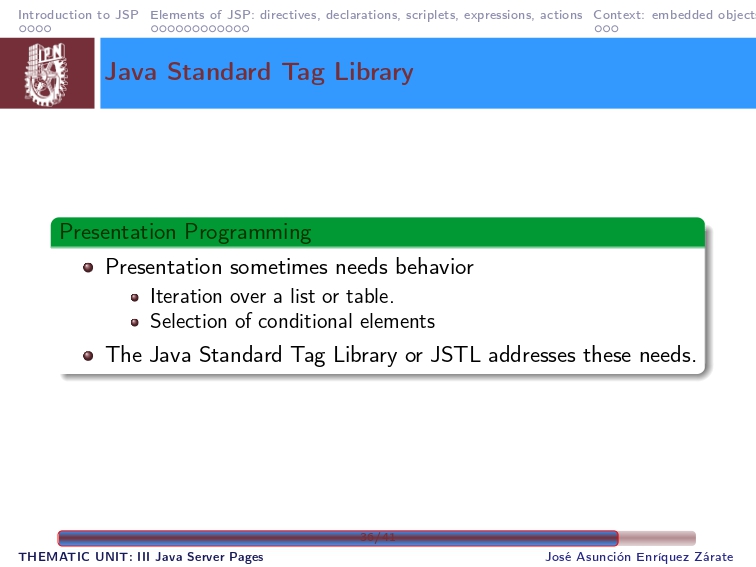 Introduction to JSP Elements of JSP: directives, declarations, scriplets, expressions, actions Context: embedded object
IPN
Java Standard Tag Library
Presentation Programming
Presentation sometimes needs behavior
Iteration over a list or table.
Selection of conditional elements
The Java Standard Tag Library or JSTL addresses these needs.
36/41
THEMATIC UNIT: III Java Server Pages José Asunción Enríquez Zárate